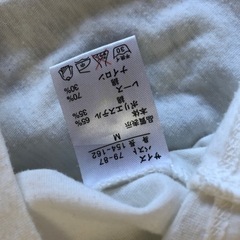 サイズ M
バスト 79-87
身長 154-162
品質表示
本体 ポリエステル 65%
綿 35%
レース 綿 70%
ナイロン 30%